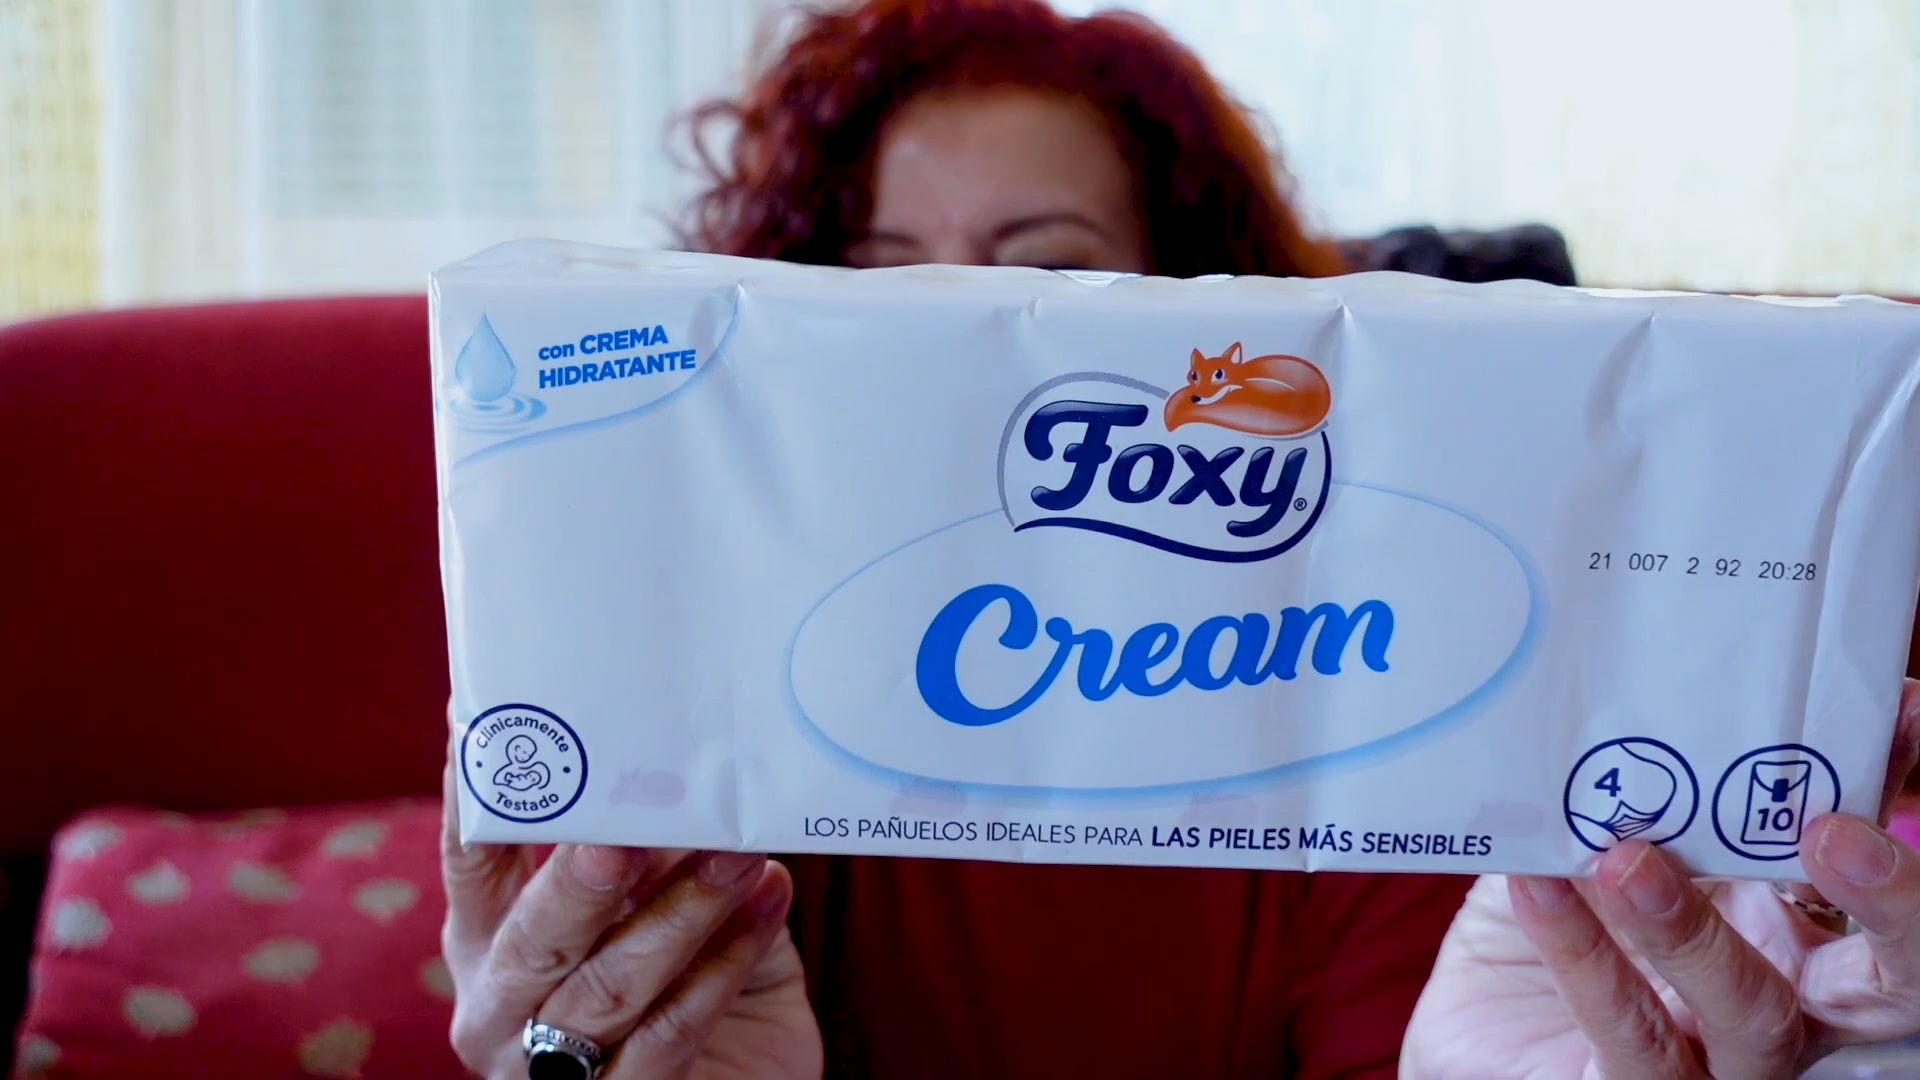 con CREMA
HIDRATANTE
Foxy®
Cream
21 007 2 92 20:28
Clínicamente
Testado
LOS PAÑUELOS IDEALES PARA LAS PIELES MÁS SENSIBLES
4
10